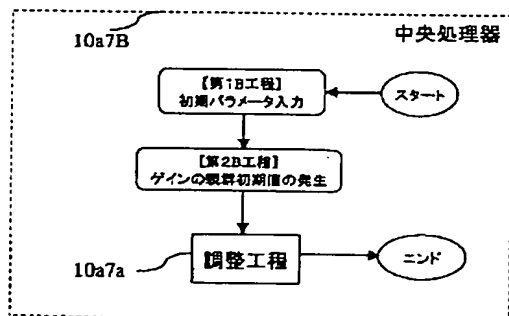 10a7B
中央処理器
【第1B工程】
初期パラメータ入力
スタート
【第2B工程】
ゲインの親群初期値の発生
10a7a
調整工程
エンド